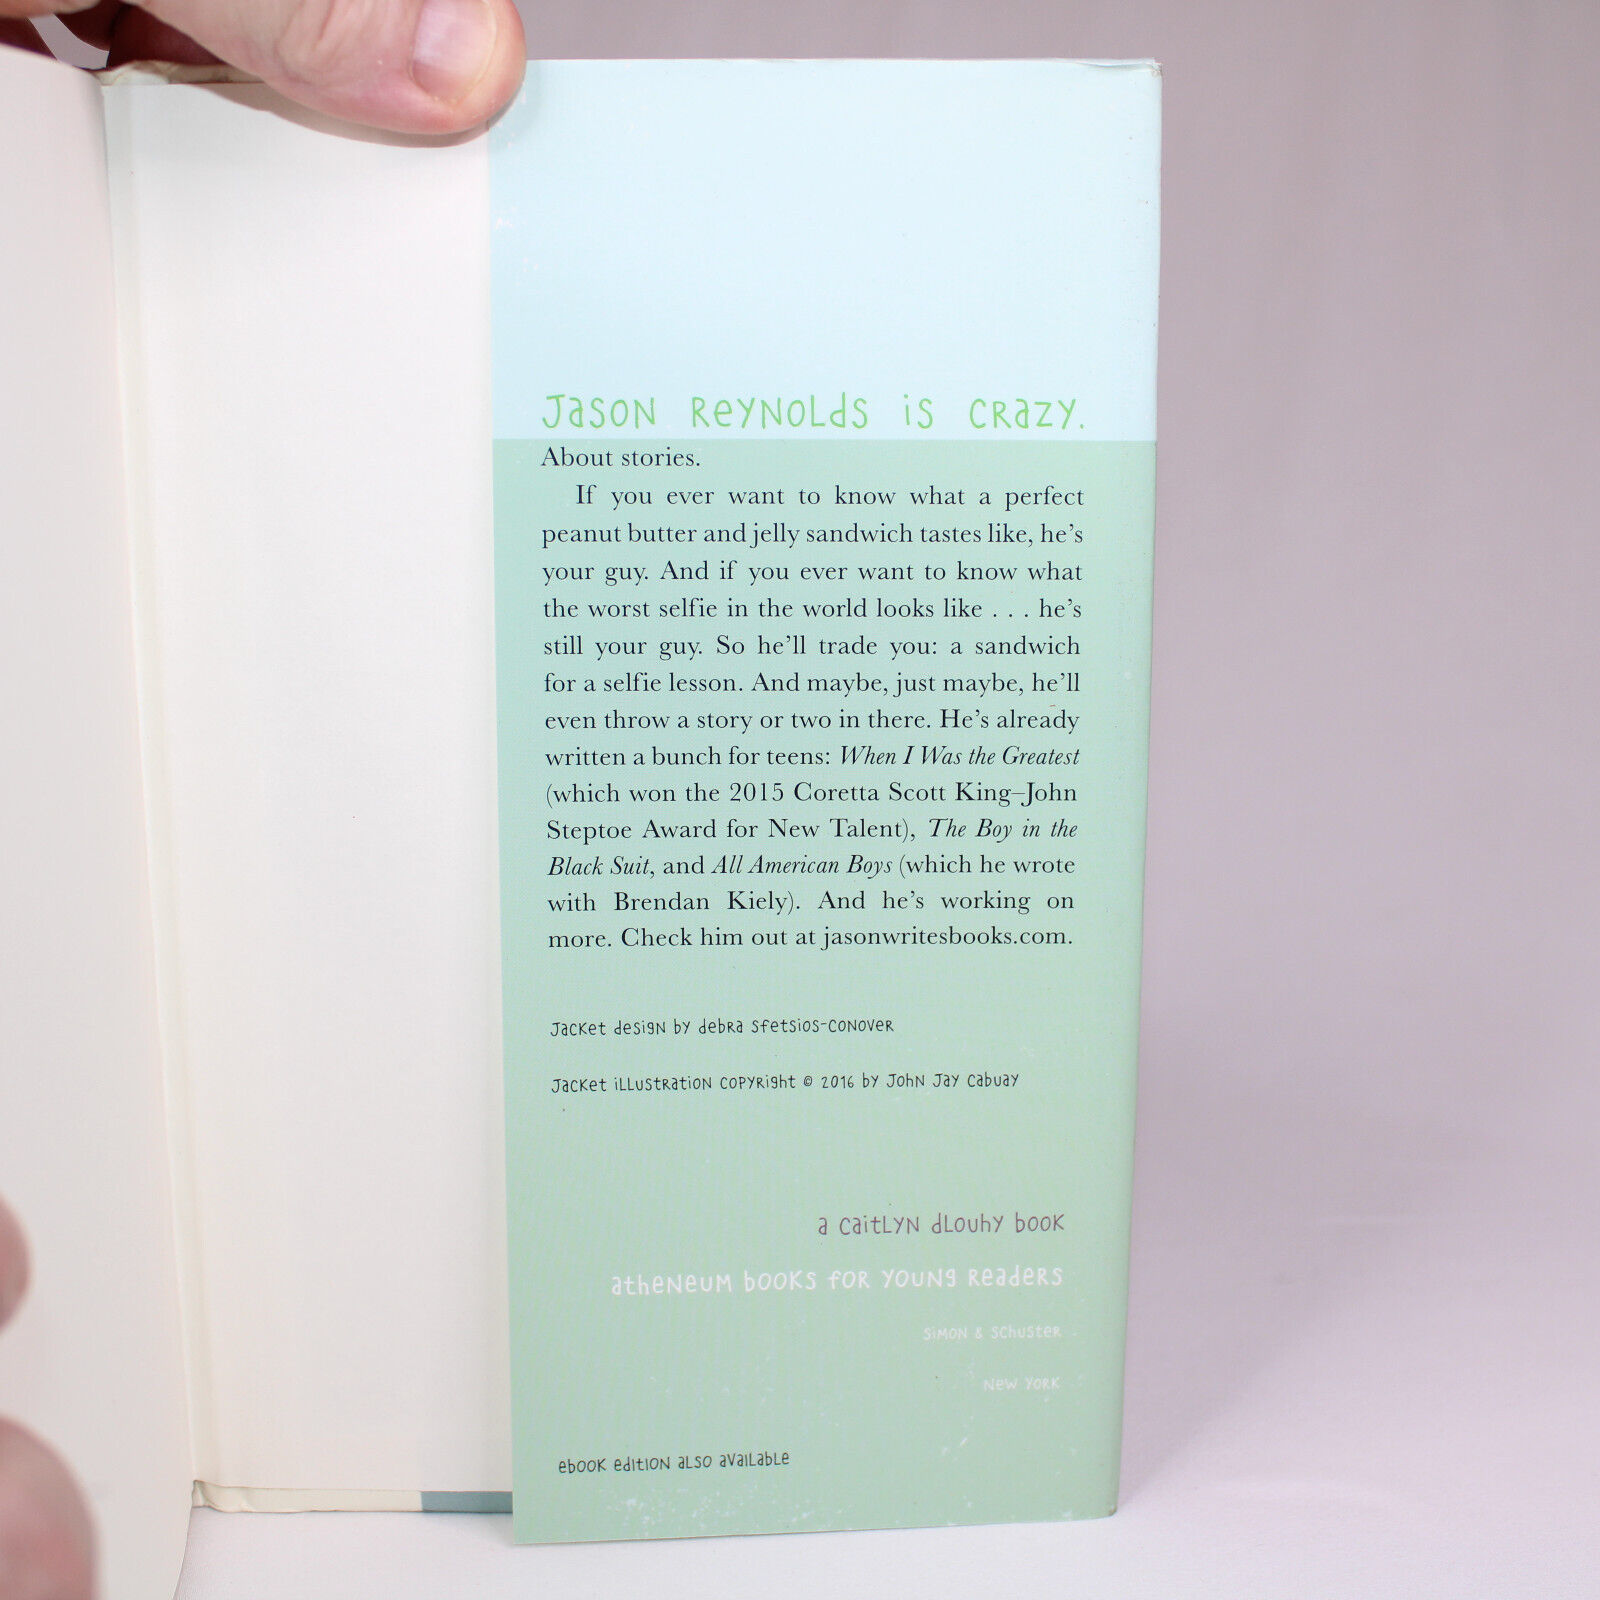 Jason Reynolds is crazy.
About stories.
If you ever want to know what a perfect
peanut butter and jelly sandwich tastes like, he’s
your guy. And if you ever want to know what
the worst selfie in the world looks like . . . he’s
still your guy. So he’ll trade you: a sandwich
for a selfie lesson. And maybe, just maybe, he’ll
even throw a story or two in there. He’s already
written a bunch for teens: When I Was the Greatest
(which won the 2015 Coretta Scott King–John
Steptoe Award for New Talent), The Boy in the
Black Suit, and All American Boys (which he wrote
with Brendan Kiely). And he’s working on
more. Check him out at jasonwritesbooks.com.
Jacket design by Debra Sfetsios-Conover
Jacket illustration copyright © 2016 by John Jay Cabuay
a Caitlyn Dlouhy Book
Atheneum Books for Young Readers
Simon & Schuster
New York
ebook edition also available